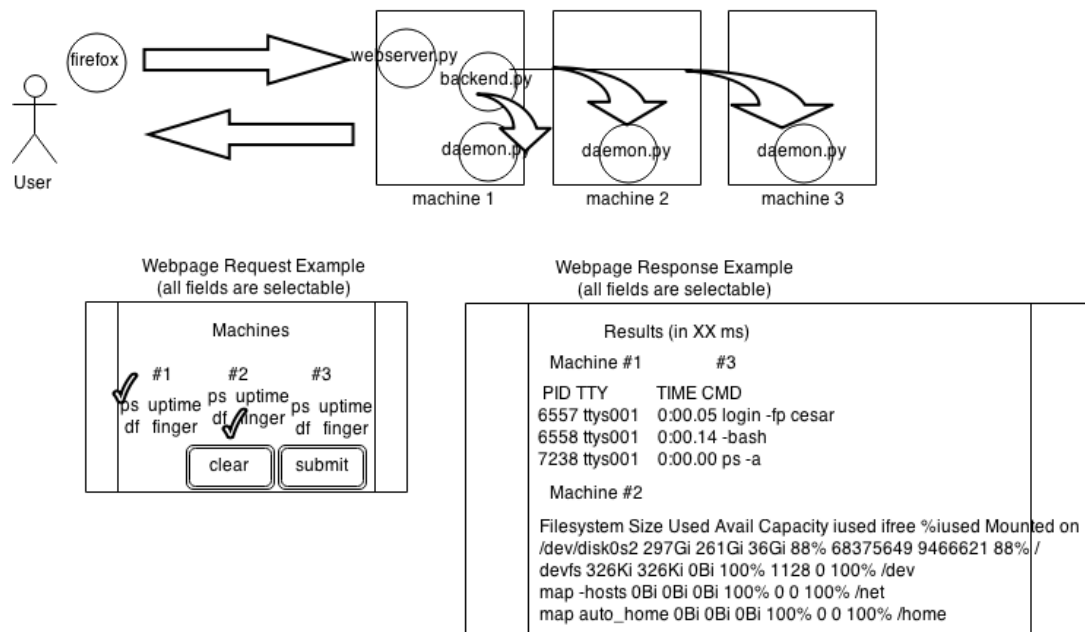 firefox
webserver.py
backend.py
daemon.py
daemon.py
daemon.py
User
machine 1
machine 2
machine 3
Webpage Request Example
(all fields are selectable)
Machines
#1 #2 #3
ps uptime ps uptime ps uptime
df finger df finger df finger
clear submit
Webpage Response Example
(all fields are selectable)
Results (in XX ms)
Machine #1 #3
PID TTY TIME CMD
6557 ttys001 0:00.05 login -fp cesar
6558 ttys001 0:00.14 -bash
7238 ttys001 0:00.00 ps -a
Machine #2
Filesystem Size Used Avail Capacity iused ifree %iused Mounted on
/dev/disk0s2 297Gi 261Gi 36Gi 88% 68375649 9466621 88% /
devfs 326Ki 326Ki 0Bi 100% 1128 0 100% /dev
map -hosts 0Bi 0Bi 0Bi 100% 0 0 100% /net
map auto_home 0Bi 0Bi 0Bi 100% 0 0 100% /home